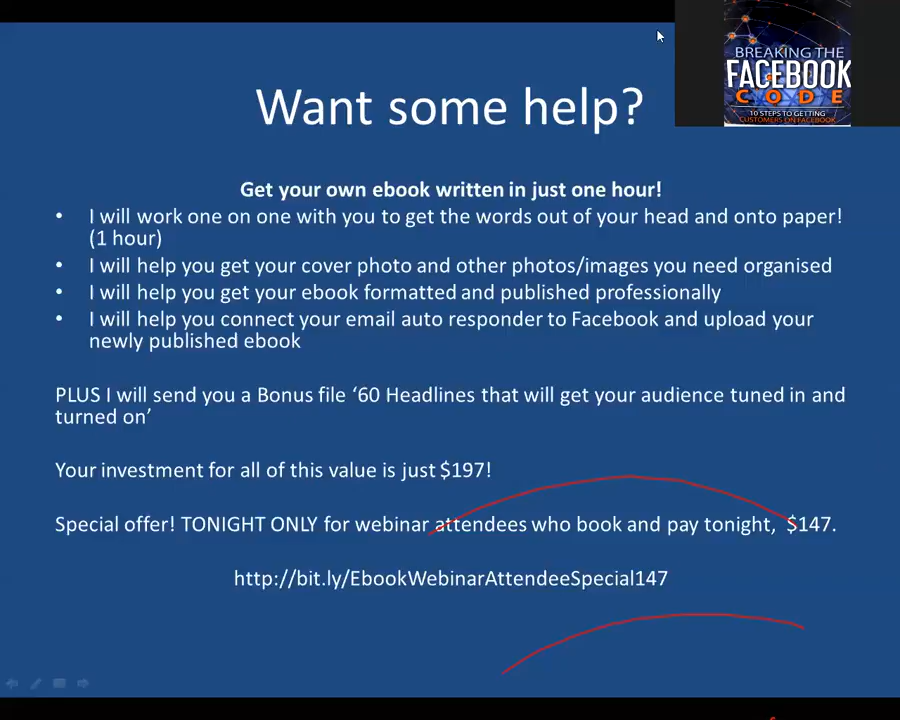 BREAKING THE
FACEBOOK
CODE
10 STEPS TO GETTING
CUSTOMERS ON FACEBOOK
Want some help?
Get your own ebook written in just one hour!
• I will work one on one with you to get the words out of your head and onto paper!
(1 hour)
• I will help you get your cover photo and other photos/images you need organised
• I will help you get your ebook formatted and published professionally
• I will help you connect your email auto responder to Facebook and upload your
newly published ebook
PLUS I will send you a Bonus file ‘60 Headlines that will get your audience tuned in and
turned on’
Your investment for all of this value is just $197!
Special offer! TONIGHT ONLY for webinar attendees who book and pay tonight, $147.
http://bit.ly/EbookWebinarAttendeeSpecial147